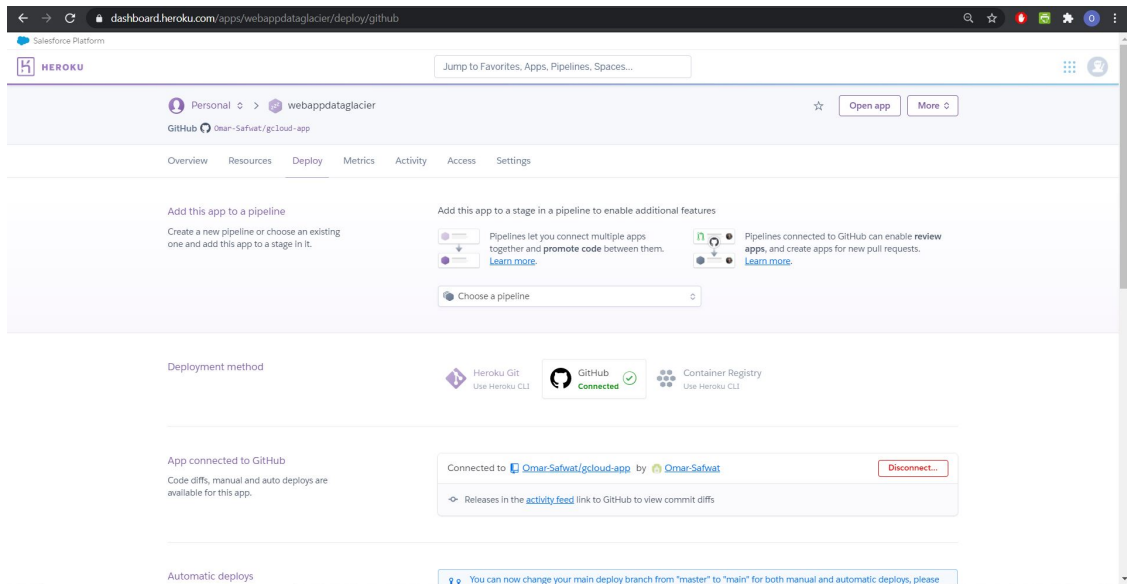 dashboard.heroku.com/apps/webappdataglacier/deploy/github
O
Salesforce Platform
HEROKU
Jump to Favorites, Apps, Pipelines, Spaces...
Personal > webappdataglacier
Open app
More
GitHub Omar-Safwat/gcloud-app
Overview Resources Deploy Metrics Activity Access Settings
Add this app to a pipeline
Create a new pipeline or choose an existing
one and add this app to a stage in it.
Add this app to a stage in a pipeline to enable additional features
Pipelines let you connect multiple apps
together and promote code between them.
Learn more.
Pipelines connected to GitHub can enable review
apps, and create apps for new pull requests.
Learn more.
Choose a pipeline
Deployment method
Heroku Git
Use Heroku CLI
GitHub
Connected
Container Registry
Use Heroku CLI
App connected to GitHub
Code diffs, manual and auto deploys are
available for this app.
Connected to Omar-Safwat/gcloud-app by Omar-Safwat
Disconnect...
Releases in the activity feed link to GitHub to view commit diffs
Automatic deploys
You can now change your main deploy branch from "master" to "main" for both manual and automatic deploys, please